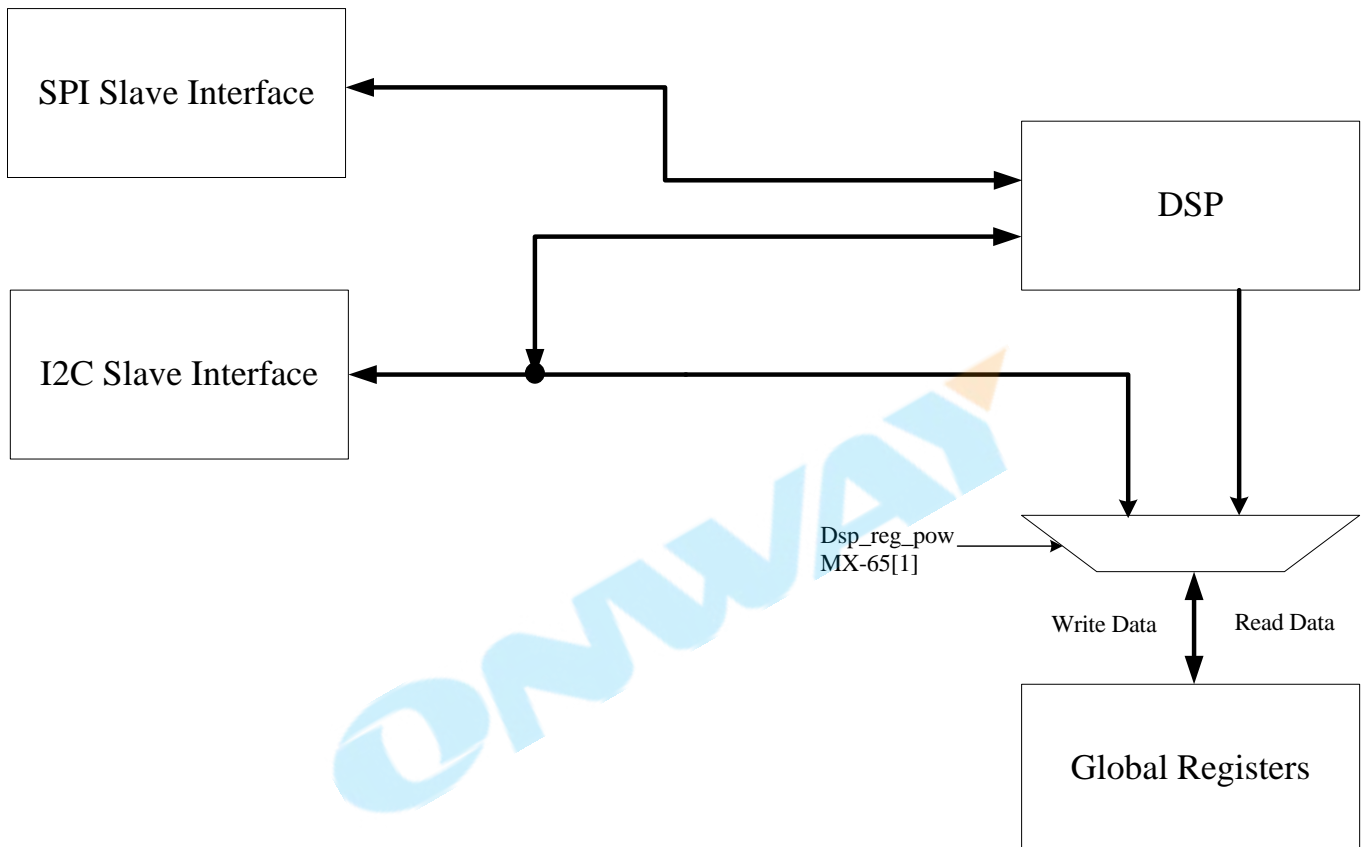 SPI Slave Interface
DSP
I2C Slave Interface
Dsp_reg_pow
MX-65[1]
Write Data
Read Data
Global Registers
ONWAY